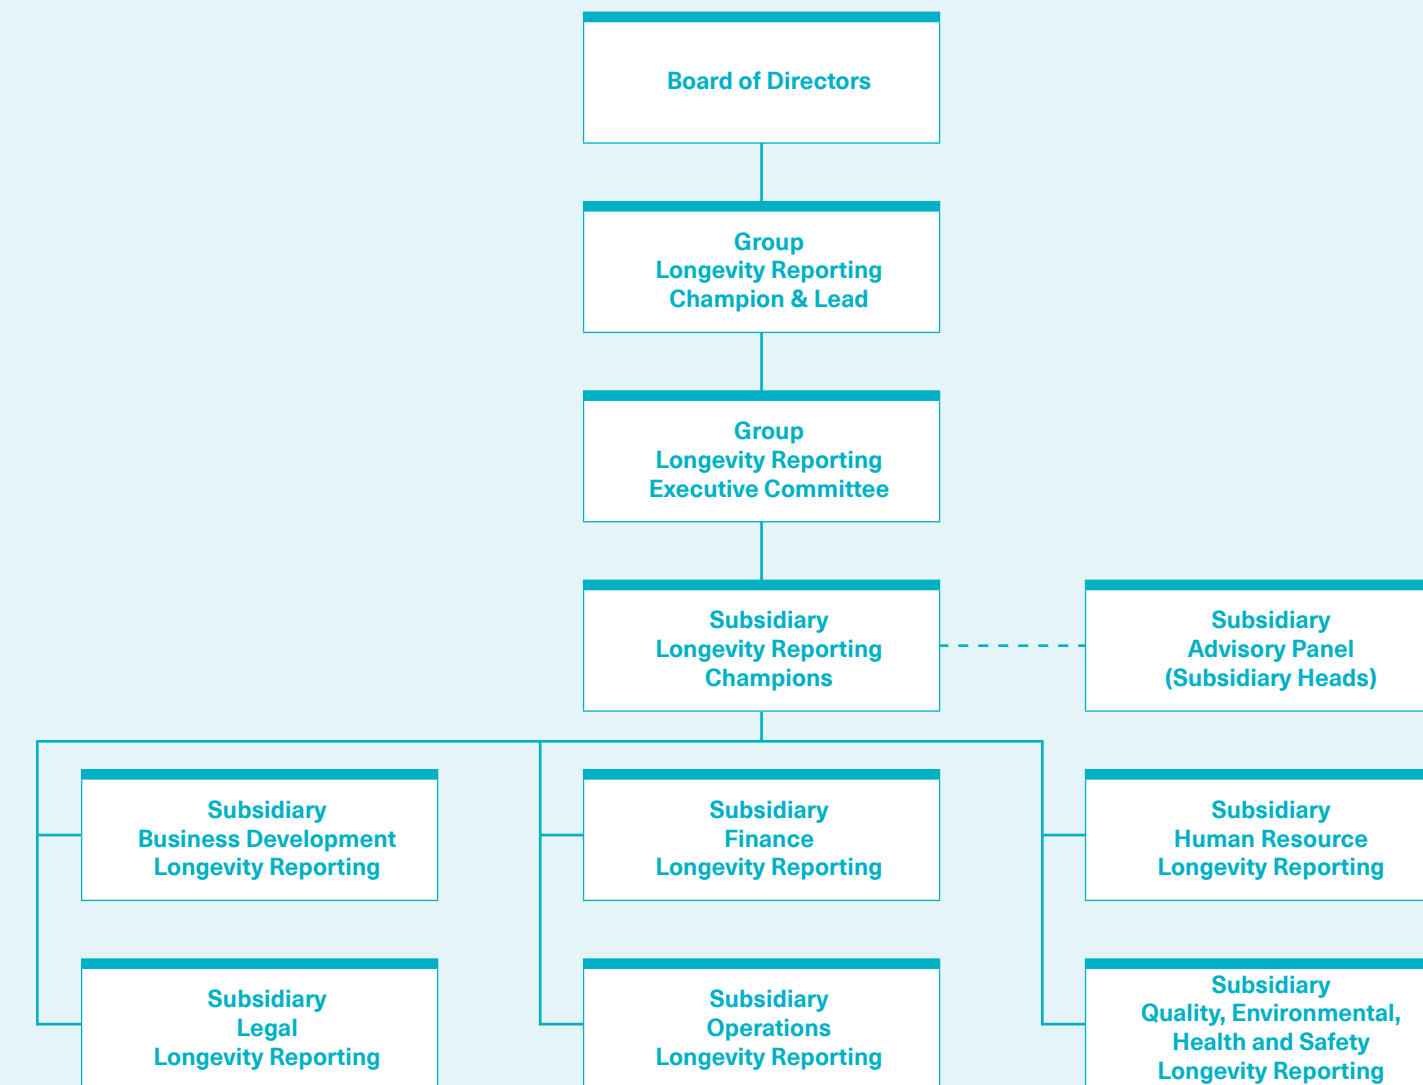 Board of Directors
Group
Longevity Reporting
Champion & Lead
Group
Longevity Reporting
Executive Committee
Subsidiary
Longevity Reporting
Champions
Subsidiary
Advisory Panel
(Subsidiary Heads)
Subsidiary
Business Development
Longevity Reporting
Subsidiary
Finance
Longevity Reporting
Subsidiary
Human Resource
Longevity Reporting
Subsidiary
Legal
Longevity Reporting
Subsidiary
Operations
Longevity Reporting
Subsidiary
Quality, Environmental,
Health and Safety
Longevity Reporting